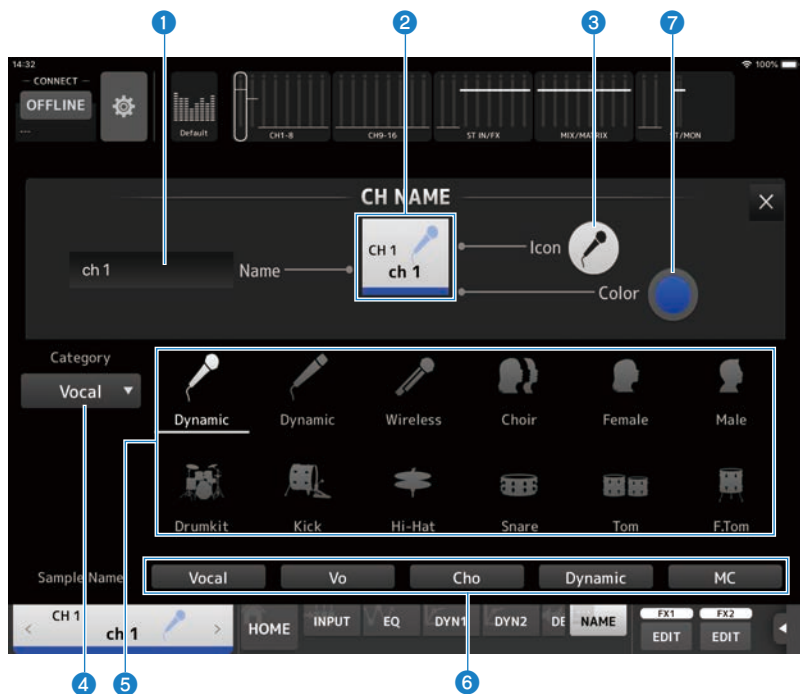 1 2 3 7
14:32 100%
CONNECT
OFFLINE
---
Default CH1-8 CH9-16 ST IN/FX MIX/MATRIX ST/MON
CH NAME
ch 1 Name
CH 1
ch 1
Icon
Color
Category
Vocal
Dynamic Dynamic Wireless Choir Female Male
Drumkit Kick Hi-Hat Snare Tom F.Tom
Sample Name Vocal Vo Cho Dynamic MC
CH 1
ch 1
HOME INPUT EQ DYN1 DYN2 DE NAME
FX1 FX2
EDIT EDIT
4 5 6